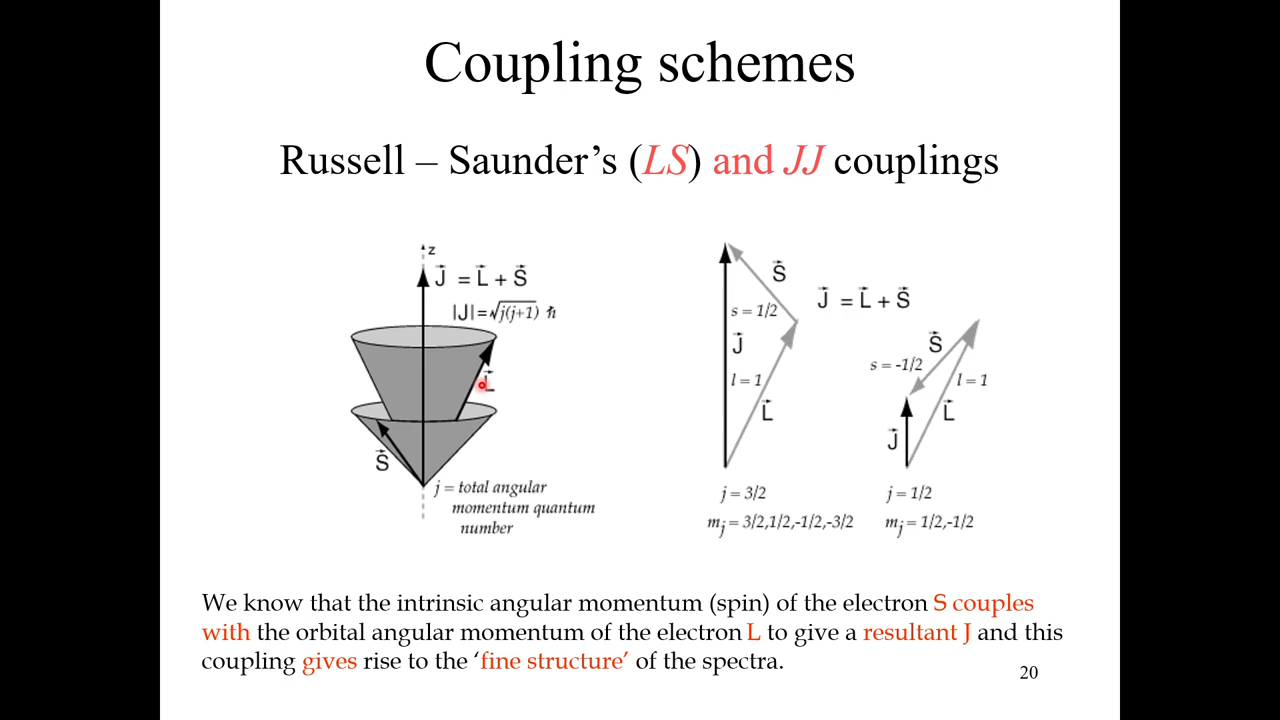 Coupling schemes
Russell – Saunder’s (LS) and JJ couplings
z
J⃗ = L⃗ + S⃗
|J|=√j(j+1) ℏ
L⃗
S⃗
j = total angular
momentum quantum
number
S⃗
s = 1/2
J⃗
l = 1
L⃗
j = 3/2
mj = 3/2,1/2,-1/2,-3/2
J⃗ = L⃗ + S⃗
S⃗
s = -1/2
l = 1
L⃗
J⃗
j = 1/2
mj = 1/2,-1/2
We know that the intrinsic angular momentum (spin) of the electron S couples
with the orbital angular momentum of the electron L to give a resultant J and this
coupling gives rise to the ‘fine structure’ of the spectra.
20